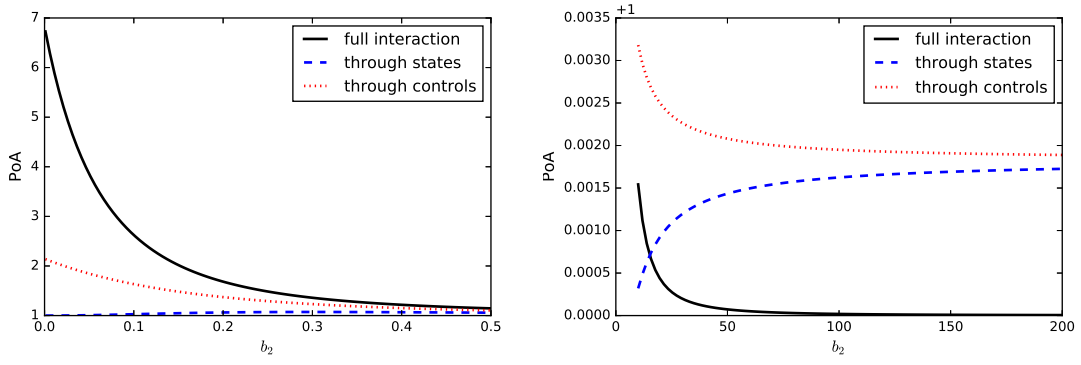 7
6
5
4
3
2
1
PoA
0.0 0.1 0.2 0.3 0.4 0.5
b2
full interaction
through states
through controls
+1
0.0035
0.0030
0.0025
0.0020
0.0015
0.0010
0.0005
0.0000
PoA
0 50 100 150 200
b2
full interaction
through states
through controls